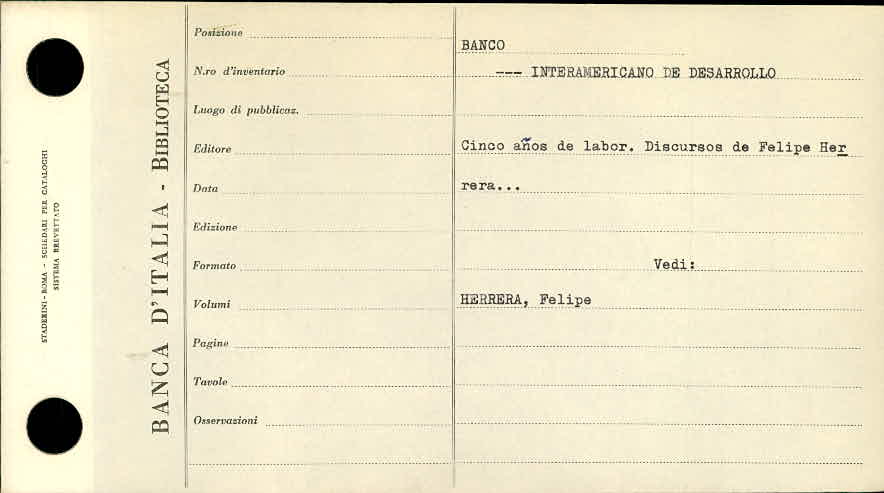 STADERINI - ROMA - SCHEDARI PER CATALOGHI
SISTEMA BREVETTATO
BANCA D'ITALIA - BIBLIOTECA
Posizione
N.ro d'inventario
Luogo di pubblicaz.
Editore
Data
Edizione
Formato
Volumi
Pagine
Tavole
Osservazioni
BANCO
--- INTERAMERICANO DE DESARROLLO
Cinco años de labor. Discursos de Felipe Her
rera...
Vedi:
HERRERA, Felipe